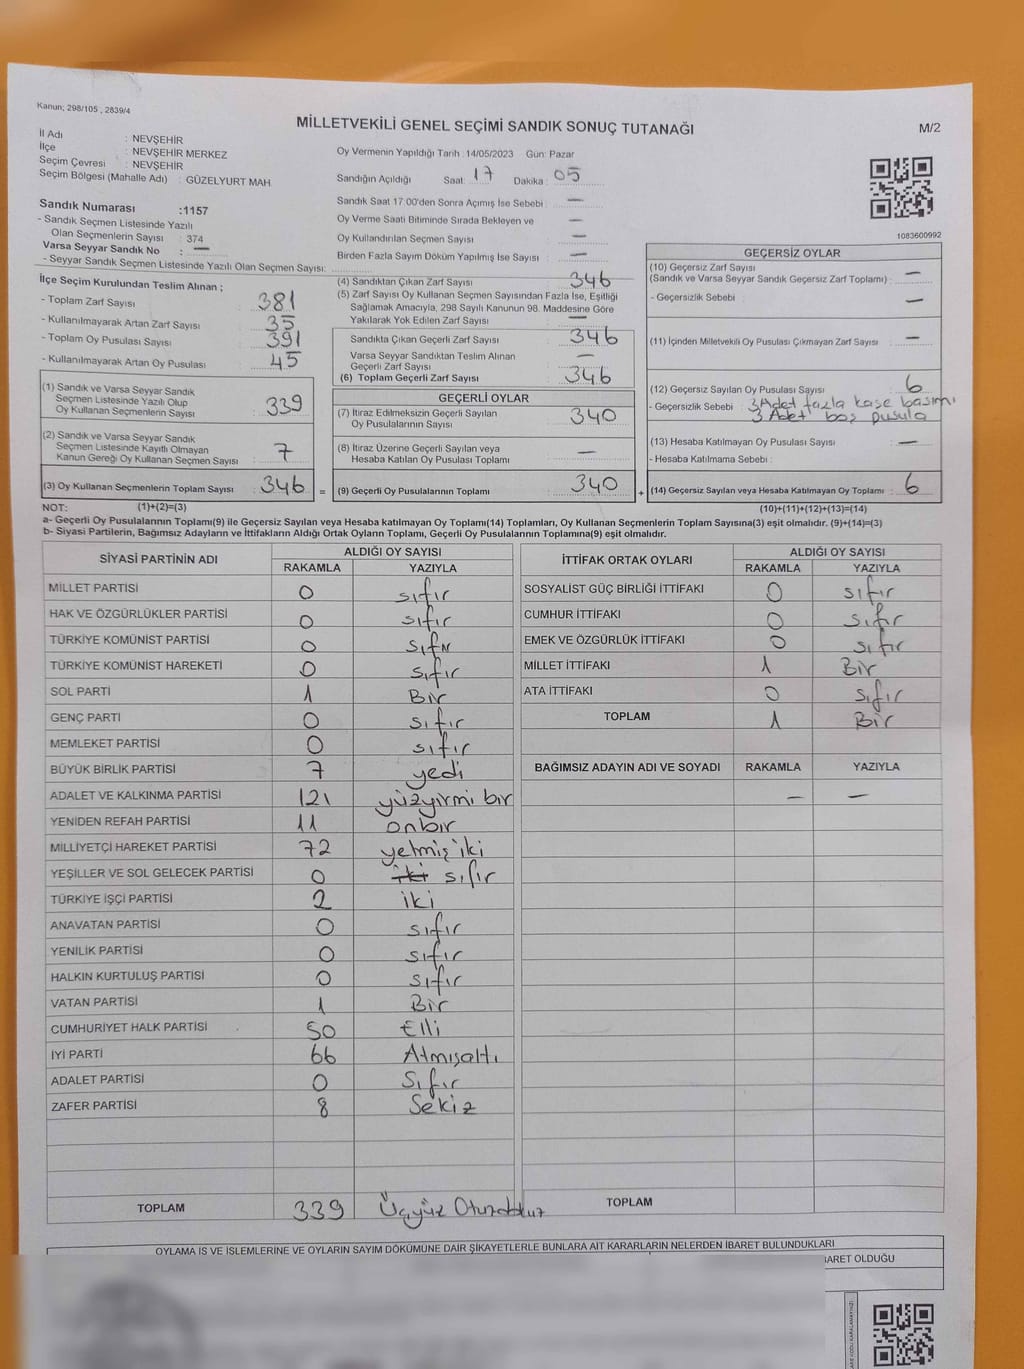 Kanun; 298/105 , 2839/4
MİLLETVEKİLİ GENEL SEÇİMİ SANDIK SONUÇ TUTANAĞI
M/2
İl Adı : NEVŞEHİR
İlçe : NEVŞEHİR MERKEZ
Seçim Çevresi : NEVŞEHİR
Seçim Bölgesi (Mahalle Adı) : GÜZELYURT MAH.
Sandık Numarası :1157
- Sandık Seçmen Listesinde Yazılı
Olan Seçmenlerin Sayısı : 374
Varsa Seyyar Sandık No : —
- Seyyar Sandık Seçmen Listesinde Yazılı Olan Seçmen Sayısı:
Oy Vermenin Yapıldığı Tarih :14/05/2023 Gün: Pazar
Sandığın Açıldığı Saat: 17 Dakika : 05
Sandık Saat 17:00'den Sonra Açımış İse Sebebi : —
Oy Verme Saati Bitiminde Sırada Bekleyen ve —
Oy Kullandırılan Seçmen Sayısı : —
Birden Fazla Sayım Döküm Yapılmış İse Sayısı : —
1083600992
İlçe Seçim Kurulundan Teslim Alınan ;
- Toplam Zarf Sayısı : 381
- Kullanılmayarak Artan Zarf Sayısı : 35
- Toplam Oy Pusulası Sayısı : 391
- Kullanılmayarak Artan Oy Pusulası : 45
(1) Sandık ve Varsa Seyyar Sandık
Seçmen Listesinde Yazılı Olup
Oy Kullanan Seçmenlerin Sayısı : 339
(2) Sandık ve Varsa Seyyar Sandık
Seçmen Listesinde Kayıtlı Olmayan
Kanun Gereği Oy Kullanan Seçmen Sayısı : 7
(3) Oy Kullanan Seçmenlerin Toplam Sayısı : 346
(4) Sandıktan Çıkan Zarf Sayısı : 346
(5) Zarf Sayısı Oy Kullanan Seçmen Sayısından Fazla İse, Eşitliği
Sağlamak Amacıyla, 298 Sayılı Kanunun 98. Maddesine Göre
Yakılarak Yok Edilen Zarf Sayısı : —
Sandıkta Çıkan Geçerli Zarf Sayısı : 346
Varsa Seyyar Sandıktan Teslim Alınan
Geçerli Zarf Sayısı : —
(6) Toplam Geçerli Zarf Sayısı : 346
GEÇERLİ OYLAR
(7) İtiraz Edilmeksizin Geçerli Sayılan
Oy Pusulalarının Sayısı : 340
(8) İtiraz Üzerine Geçerli Sayılan veya
Hesaba Katılan Oy Pusulası Toplamı : —
= (9) Geçerli Oy Pusulalarının Toplamı : 340
GEÇERSİZ OYLAR
(10) Geçersiz Zarf Sayısı
(Sandık ve Varsa Seyyar Sandık Geçersiz Zarf Toplamı) : —
- Geçersizlik Sebebi : —
(11) İçinden Milletvekili Oy Pusulası Çıkmayan Zarf Sayısı : —
(12) Geçersiz Sayılan Oy Pusulası Sayısı : 6
- Geçersizlik Sebebi : 3 Adet fazla kaşe basımı
3 Adet boş pusula
(13) Hesaba Katılmayan Oy Pusulası Sayısı : —
- Hesaba Katılmama Sebebi :
+ (14) Geçersiz Sayılan veya Hesaba Katılmayan Oy Toplamı : 6
NOT: (1)+(2)=(3) (10)+(11)+(12)+(13)=(14)
a- Geçerli Oy Pusulalarının Toplamı(9) ile Geçersiz Sayılan veya Hesaba katılmayan Oy Toplamı(14) Toplamları, Oy Kullanan Seçmenlerin Toplam Sayısına(3) eşit olmalıdır. (9)+(14)=(3)
b- Siyasi Partilerin, Bağımsız Adayların ve İttifakların Aldığı Ortak Oyların Toplamı, Geçerli Oy Pusulalarının Toplamına(9) eşit olmalıdır.
SİYASİ PARTİNİN ADI ALDIĞI OY SAYISI
RAKAMLA YAZIYLA
MİLLET PARTİSİ 0 sıfır
HAK VE ÖZGÜRLÜKLER PARTİSİ 0 sıfır
TÜRKİYE KOMÜNİST PARTİSİ 0 sıfır
TÜRKİYE KOMÜNİST HAREKETİ 0 sıfır
SOL PARTİ 1 Bir
GENÇ PARTİ 0 sıfır
MEMLEKET PARTİSİ 0 sıfır
BÜYÜK BİRLİK PARTİSİ 7 yedi
ADALET VE KALKINMA PARTİSİ 121 yüzyirmi bir
YENİDEN REFAH PARTİSİ 11 onbir
MİLLİYETÇİ HAREKET PARTİSİ 72 yetmiş iki
YEŞİLLER VE SOL GELECEK PARTİSİ 0 iki sıfır
TÜRKİYE İŞÇİ PARTİSİ 2 iki
ANAVATAN PARTİSİ 0 sıfır
YENİLİK PARTİSİ 0 sıfır
HALKIN KURTULUŞ PARTİSİ 0 sıfır
VATAN PARTİSİ 1 Bir
CUMHURİYET HALK PARTİSİ 50 Elli
İYİ PARTİ 66 Atmışaltı
ADALET PARTİSİ 0 Sıfır
ZAFER PARTİSİ 8 Sekiz
TOPLAM 339 Üçyüz Otuzdokuz
İTTİFAK ORTAK OYLARI ALDIĞI OY SAYISI
RAKAMLA YAZIYLA
SOSYALİST GÜÇ BİRLİĞİ İTTİFAKI 0 sıfır
CUMHUR İTTİFAKI 0 sıfır
EMEK VE ÖZGÜRLÜK İTTİFAKI 0 sıfır
MİLLET İTTİFAKI 1 Bir
ATA İTTİFAKI 0 sıfır
TOPLAM 1 Bir
BAĞIMSIZ ADAYIN ADI VE SOYADI RAKAMLA YAZIYLA
— —
TOPLAM
OYLAMA İŞ VE İŞLEMLERİNE VE OYLARIN SAYIM DÖKÜMÜNE DAİR ŞİKAYETLERLE BUNLARA AİT KARARLARIN NELERDEN İBARET BULUNDUKLARI
BARET OLDUĞU